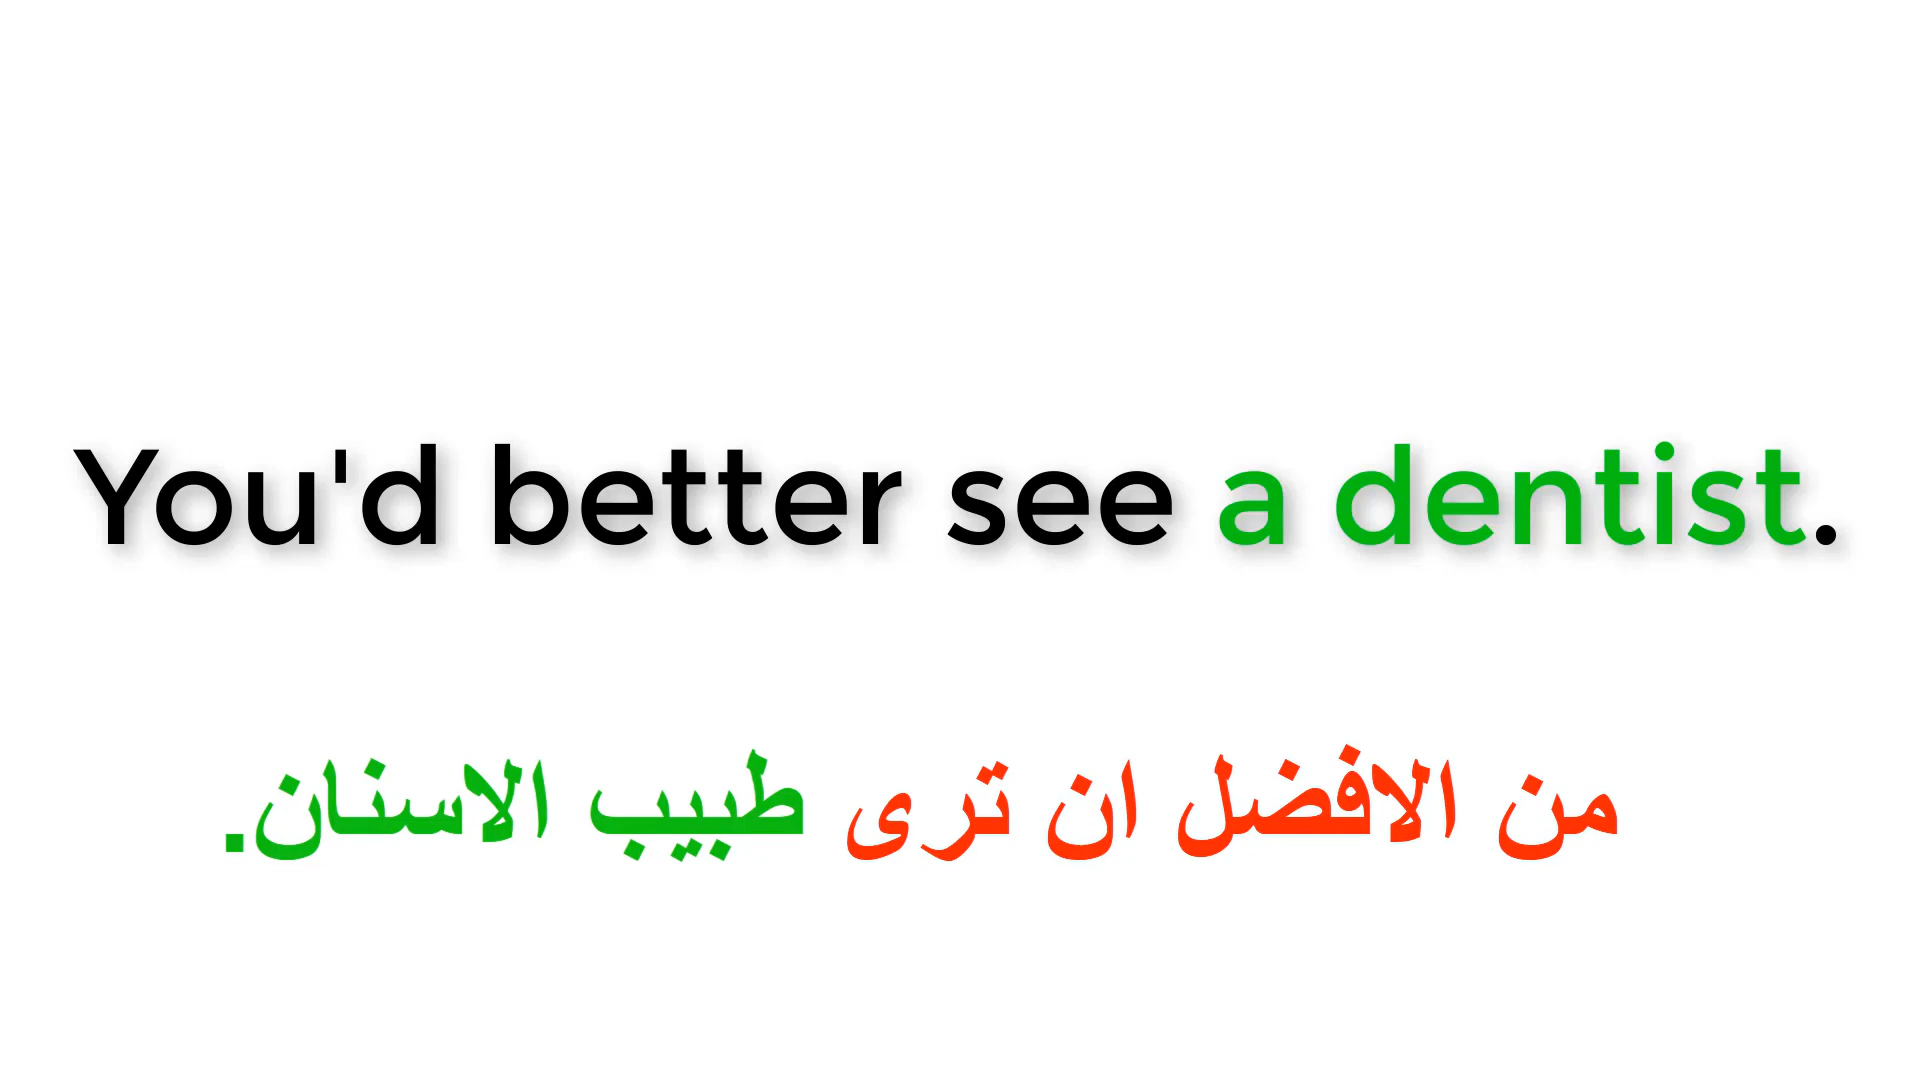 You'd better see a dentist.
من الافضل ان ترى طبيب الاسنان.